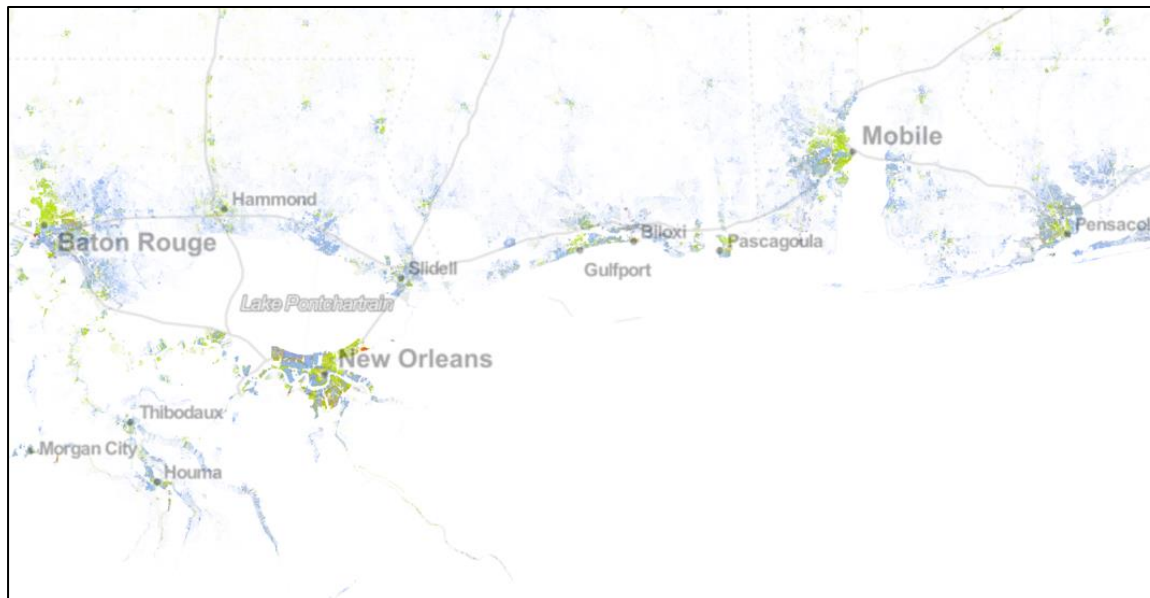 Mobile
Hammond
Pensacol
Baton Rouge
Biloxi
Pascagoula
Slidell
Gulfport
Lake Pontchartrain
New Orleans
Thibodaux
Morgan City
Houma